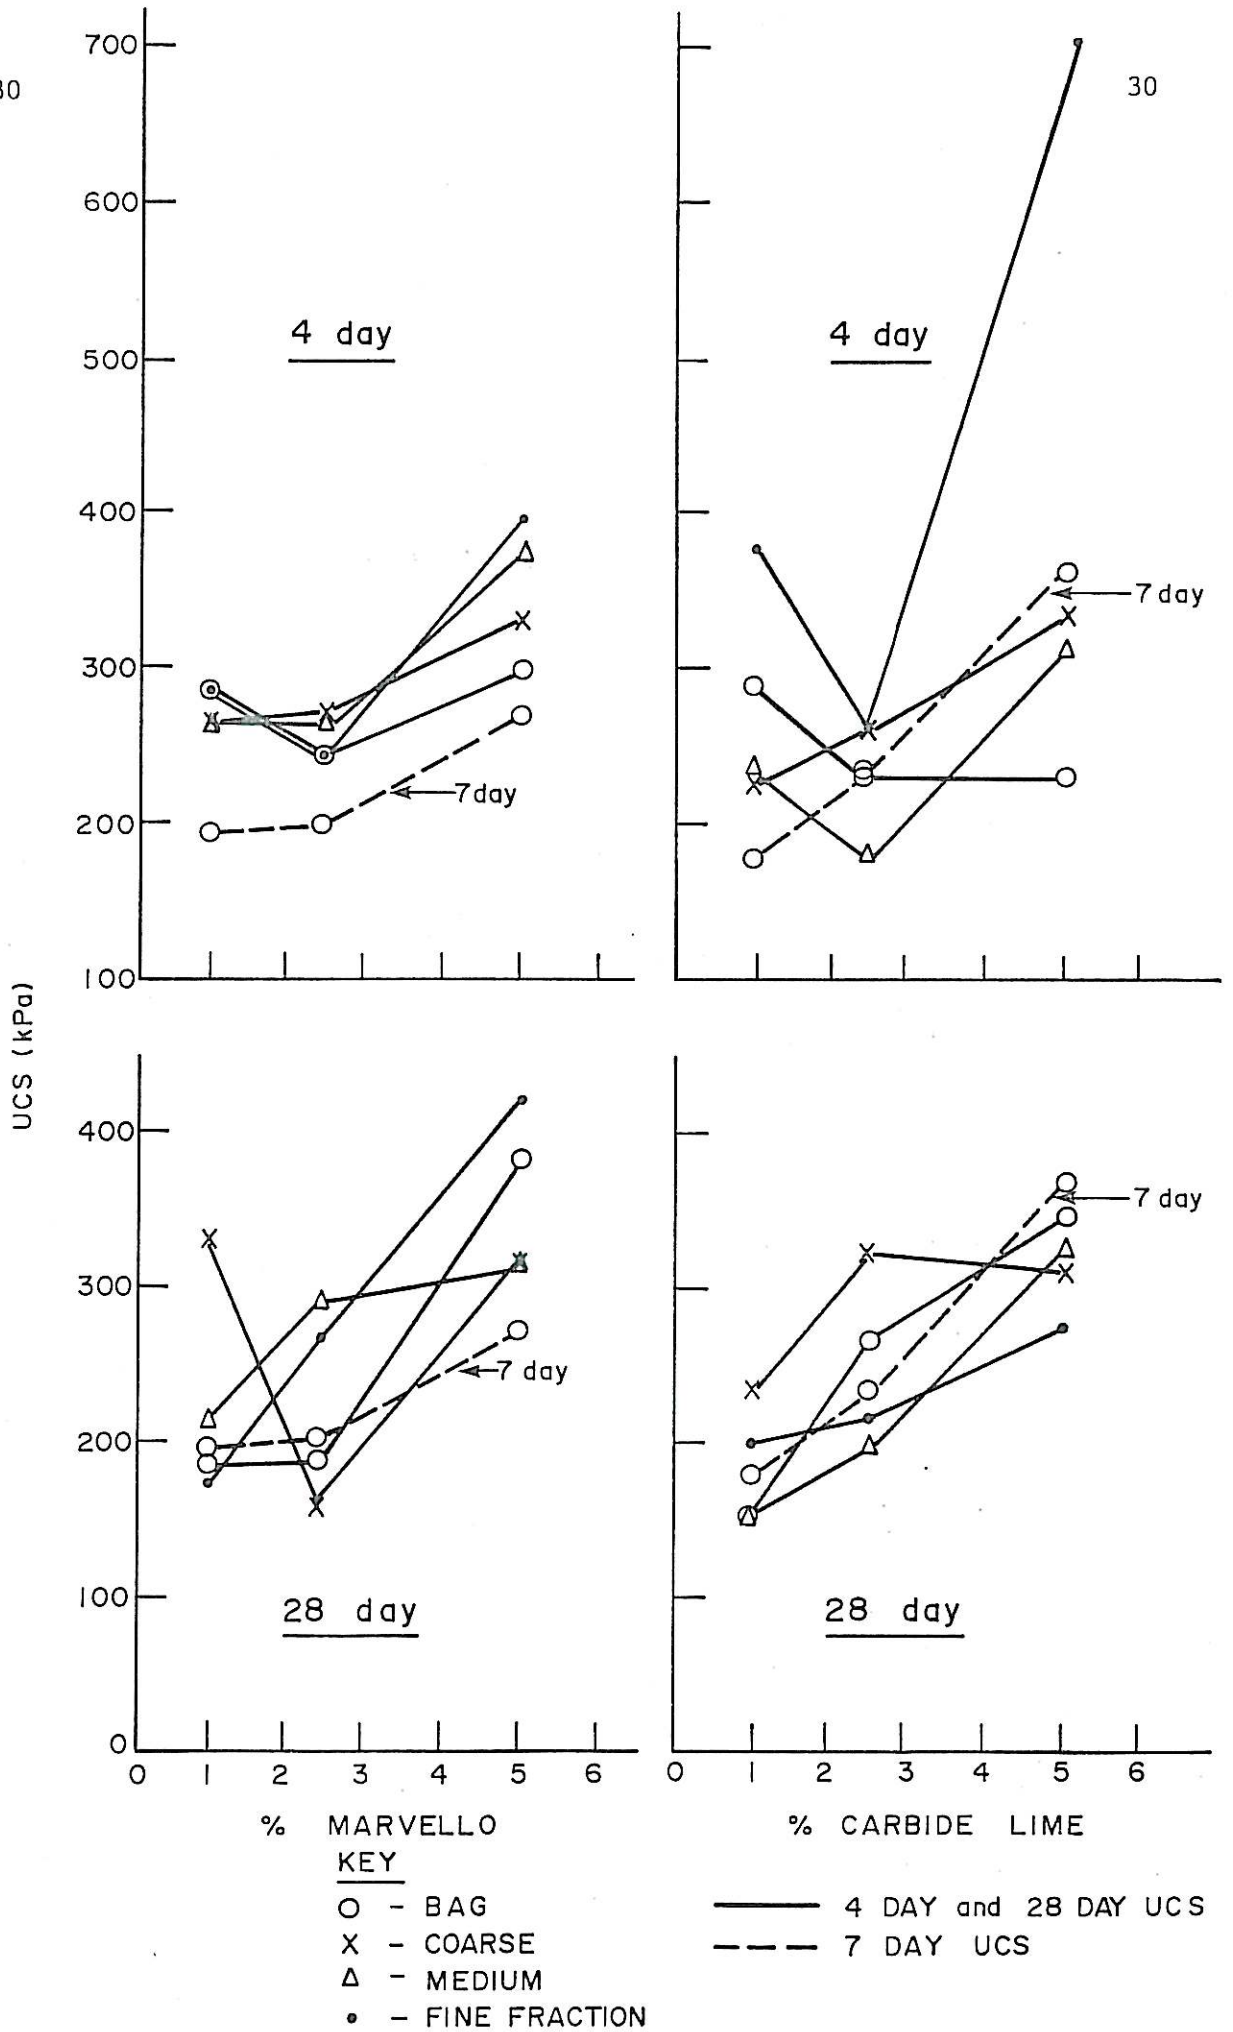 700
30
30
600
4 day
4 day
500
400
7 day
300
7 day
200
100
UCS (kPa)
400
7 day
300
7 day
200
100
28 day
28 day
0
0 1 2 3 4 5 6
0 1 2 3 4 5 6
% MARVELLO
% CARBIDE LIME
KEY
O - BAG
X - COARSE
Δ - MEDIUM
• - FINE FRACTION
4 DAY and 28 DAY UCS
7 DAY UCS